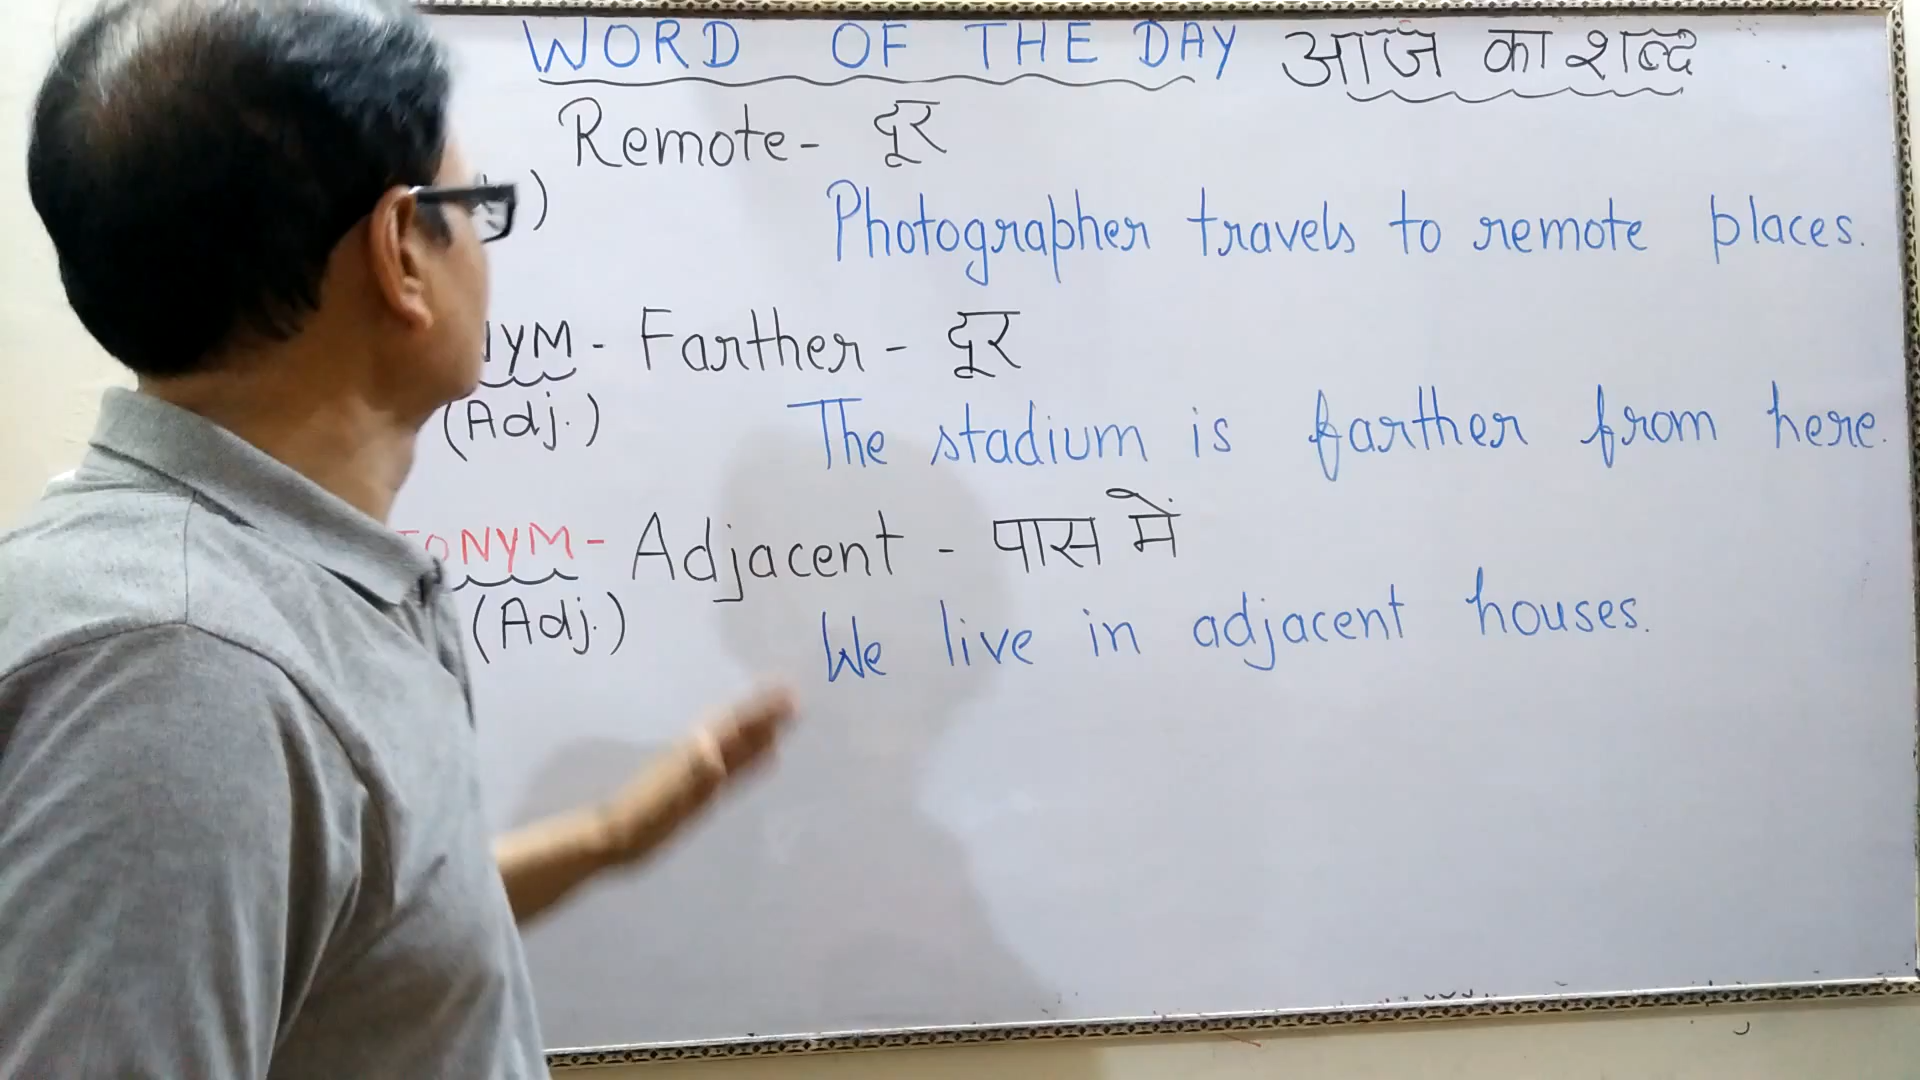 WORD OF THE DAY आज का शब्द
Remote - दूर
)
Photographer travels to remote places.
NYM - Farther - दूर
(Adj.)
The stadium is farther from here.
TONYM - Adjacent - पास में
(Adj.)
We live in adjacent houses.